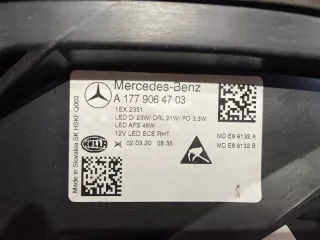 Mercedes-Benz
A 177 906 47 03
1EX 2351
LED DI 23W/ DRL 21W/ PO 3,3W
LED AFS 48W
12V LED ECE RHT
02.03.20 08:35
HELLA
MD E9 9132 A
MD E8 9132 B
Made in Slovakia SK HSKF Q003